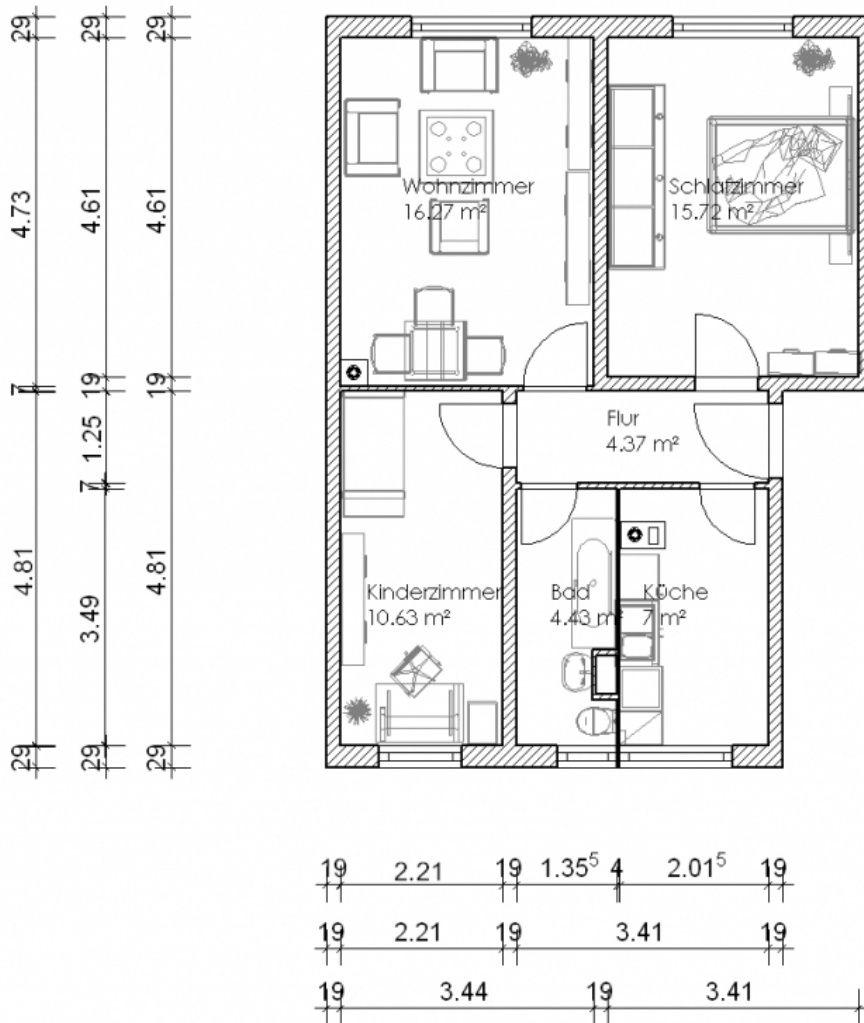 29
29
29
4.73
4.61
4.61
Wohnzimmer
16.27 m²
Schlafzimmer
15.72 m²
7
19
19
1.25
7
Flur
4.37 m²
4.81
3.49
4.81
Kinderzimmer
10.63 m²
Bad
4.43 m²
Küche
7 m²
29
29
29
19 2.21 19 1.35⁵ 4 2.01⁵ 19
19 2.21 19 3.41 19
19 3.44 19 3.41